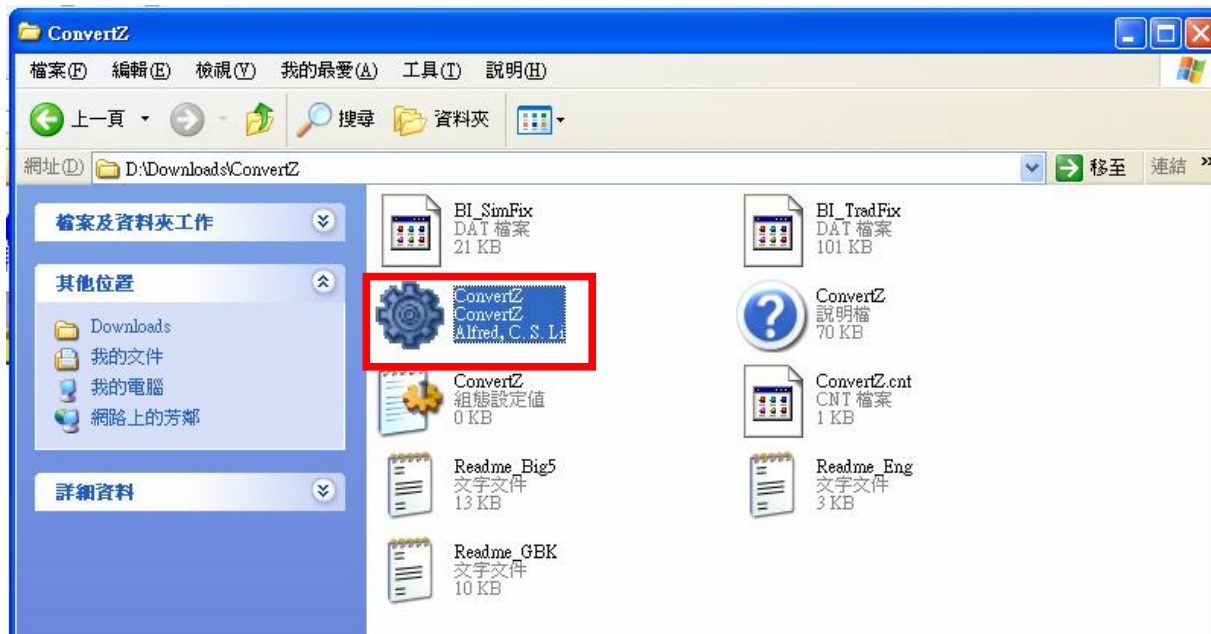 ConvertZ
檔案(F) 編輯(E) 檢視(V) 我的最愛(A) 工具(T) 說明(H)
上一頁 搜尋 資料夾
網址(D) D:\Downloads\ConvertZ 移至 連結 »
檔案及資料夾工作
其他位置
Downloads
我的文件
我的電腦
網路上的芳鄰
詳細資料
BI_SimFix
DAT 檔案
21 KB
BI_TradFix
DAT 檔案
101 KB
ConvertZ
ConvertZ
Alfred, C. S. Li
ConvertZ
說明檔
70 KB
ConvertZ
組態設定值
0 KB
ConvertZ.cnt
CNT 檔案
1 KB
Readme_Big5
文字文件
13 KB
Readme_Eng
文字文件
3 KB
Readme_GBK
文字文件
10 KB